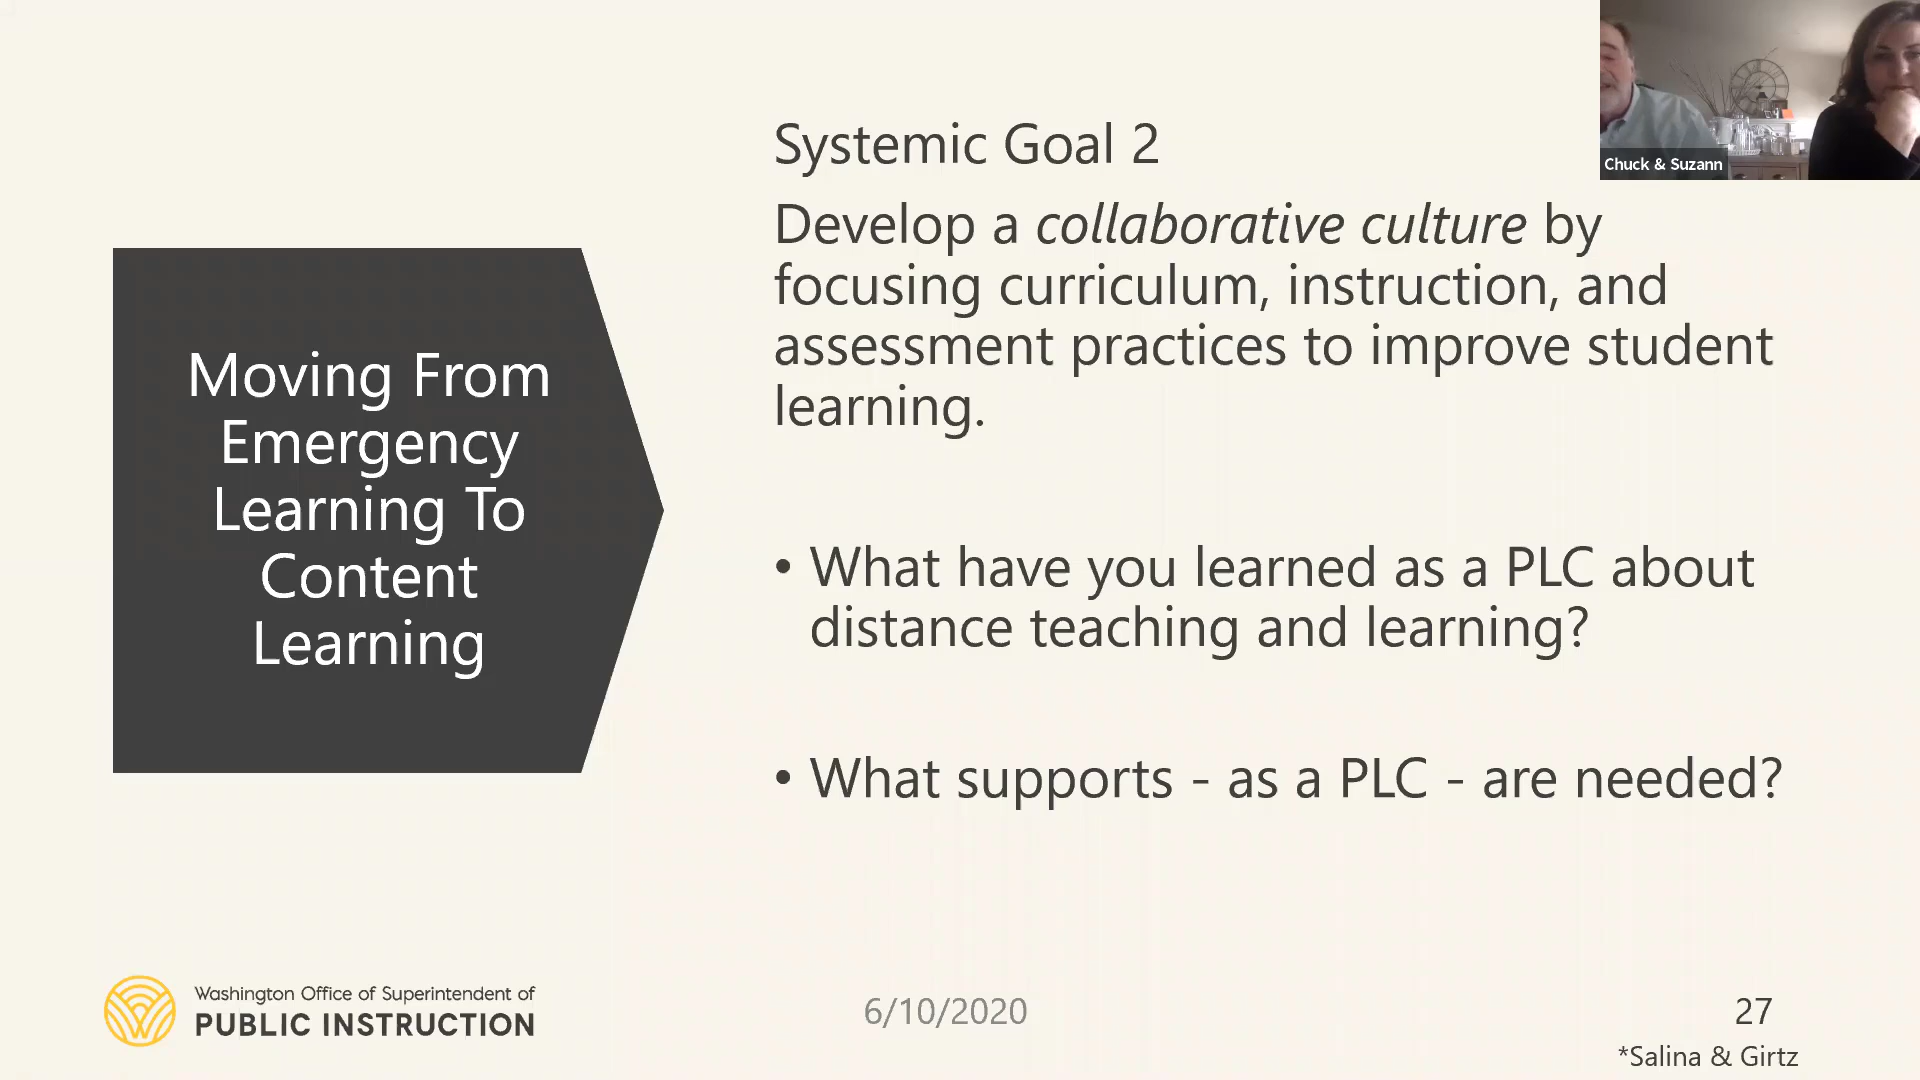 Chuck & Suzann
Moving From
Emergency
Learning To
Content
Learning
Systemic Goal 2
Develop a collaborative culture by
focusing curriculum, instruction, and
assessment practices to improve student
learning.
• What have you learned as a PLC about
distance teaching and learning?
• What supports - as a PLC - are needed?
Washington Office of Superintendent of
PUBLIC INSTRUCTION
6/10/2020
27
*Salina & Girtz